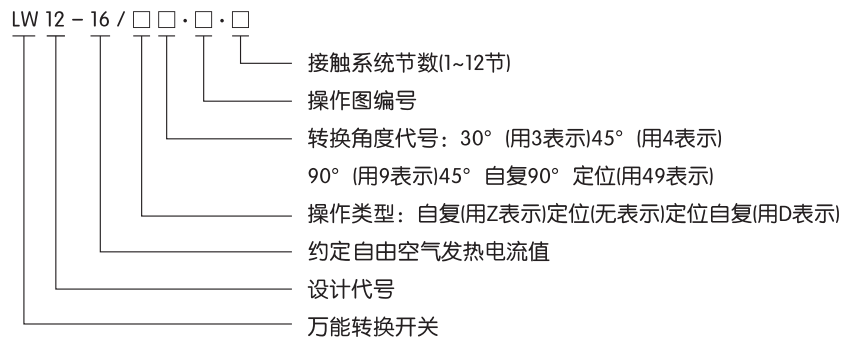 LW 12 - 16 / □ □ · □ · □
接触系统节数(1~12节)
操作图编号
转换角度代号：30°(用3表示)45°(用4表示)
90°(用9表示)45°自复90°定位(用49表示)
操作类型：自复(用Z表示)定位(无表示)定位自复(用D表示)
约定自由空气发热电流值
设计代号
万能转换开关